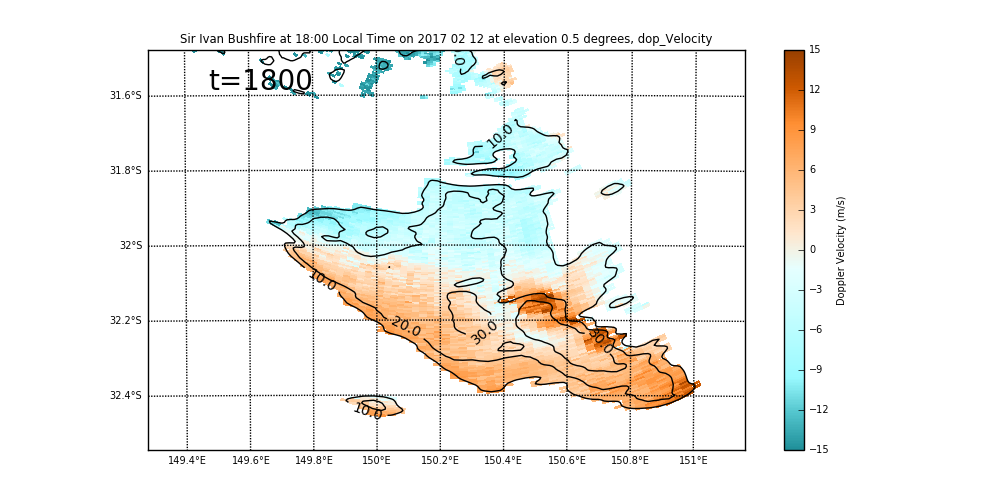 Sir Ivan Bushfire at 18:00 Local Time on 2017 02 12 at elevation 0.5 degrees, dop_Velocity
t=1800
31.6°S
31.8°S
32°S
32.2°S
32.4°S
149.4°E 149.6°E 149.8°E 150°E 150.2°E 150.4°E 150.6°E 150.8°E 151°E
10.0
10.0
20.0
30.0
10.0
15
12
9
6
3
0
−3
−6
−9
−12
−15
Doppler Velocity (m/s)